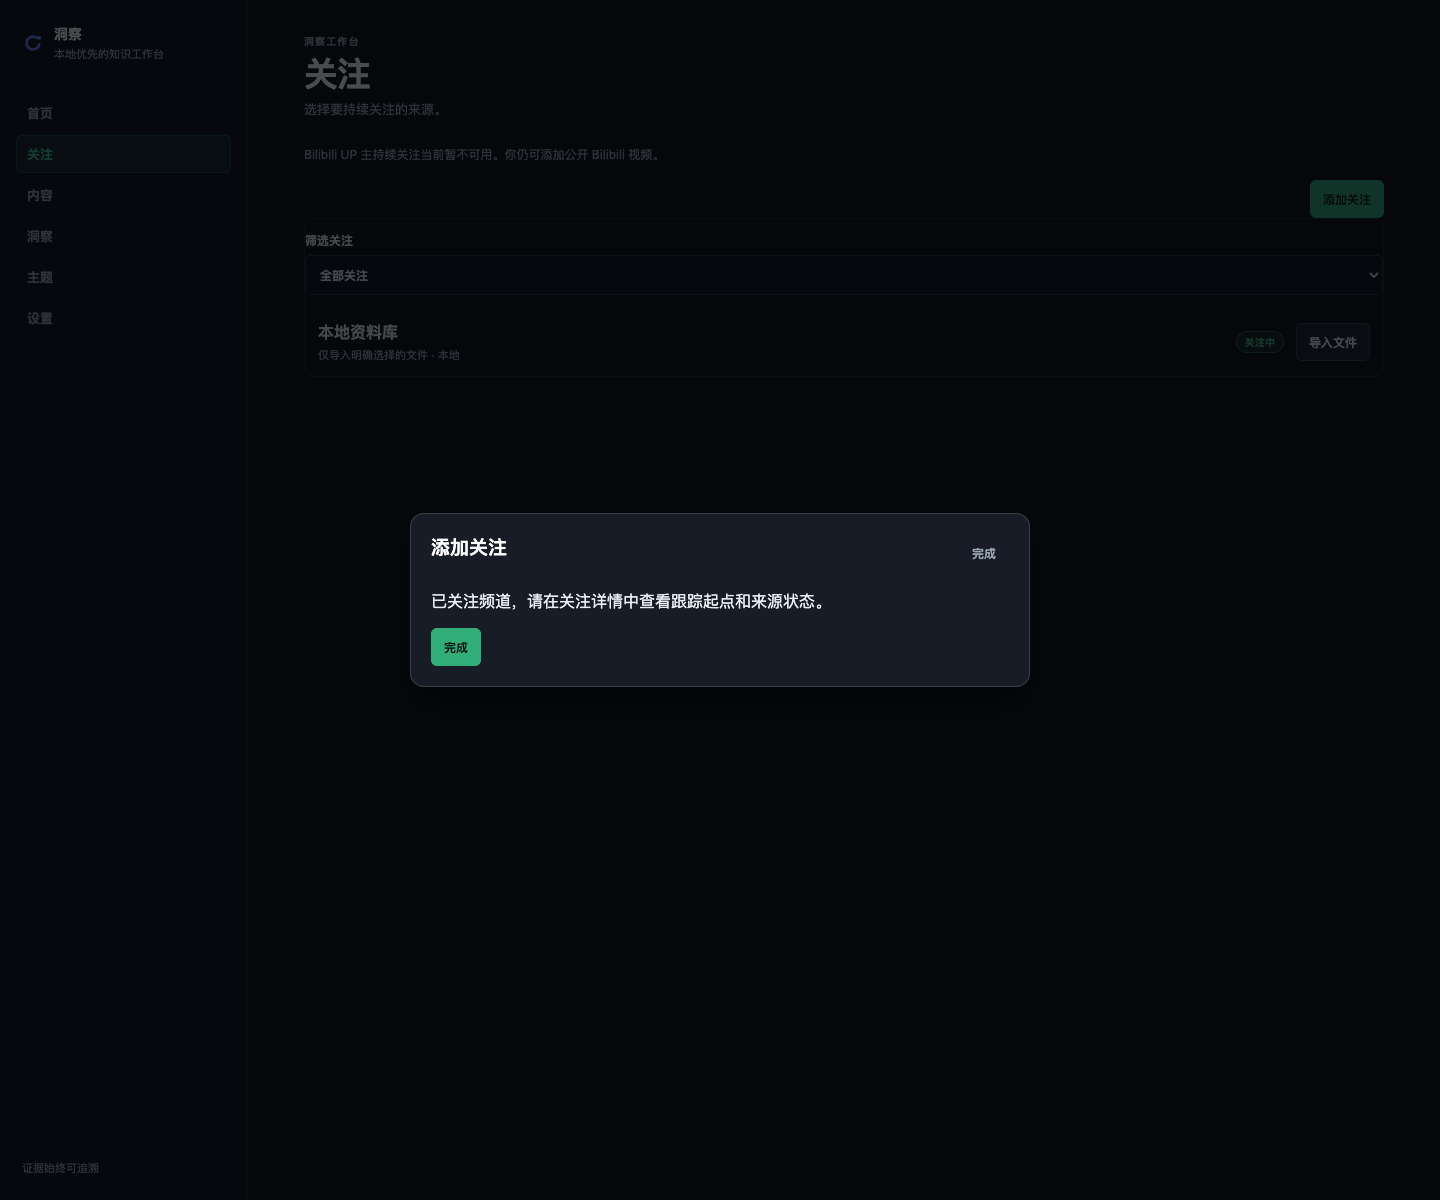 洞察
本地优先的知识工作台
首页
关注
内容
洞察
主题
设置
证据始终可追溯
洞察工作台
关注
选择要持续关注的来源。
Bilibili UP 主持续关注当前暂不可用。你仍可添加公开 Bilibili 视频。
添加关注
筛选关注
全部关注
本地资料库
仅导入明确选择的文件 · 本地
关注中
导入文件
添加关注
完成
已关注频道，请在关注详情中查看跟踪起点和来源状态。
完成